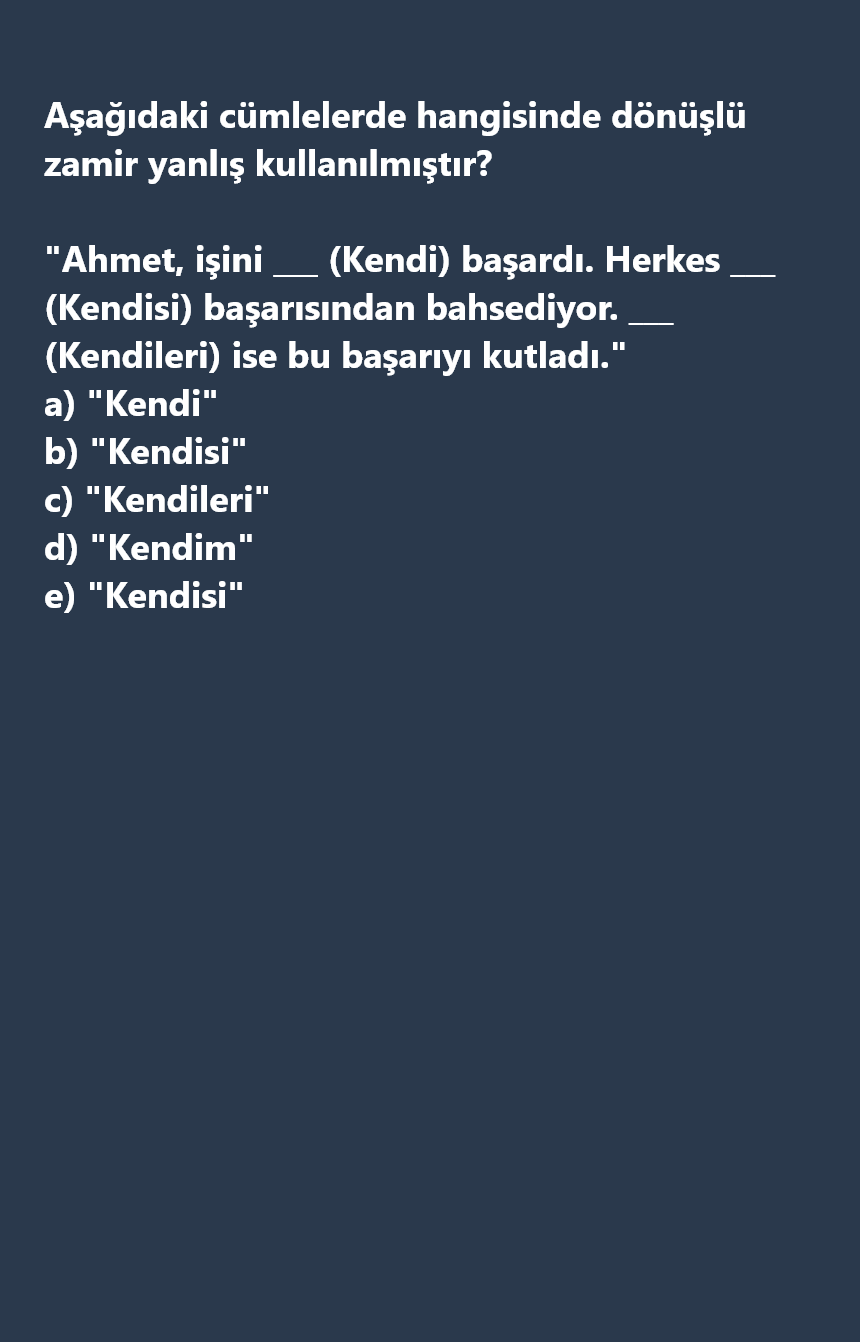 Aşağıdaki cümlelerde hangisinde dönüşlü
zamir yanlış kullanılmıştır?
"Ahmet, işini ___ (Kendi) başardı. Herkes ___
(Kendisi) başarısından bahsediyor. ___
(Kendileri) ise bu başarıyı kutladı."
a) "Kendi"
b) "Kendisi"
c) "Kendileri"
d) "Kendim"
e) "Kendisi"